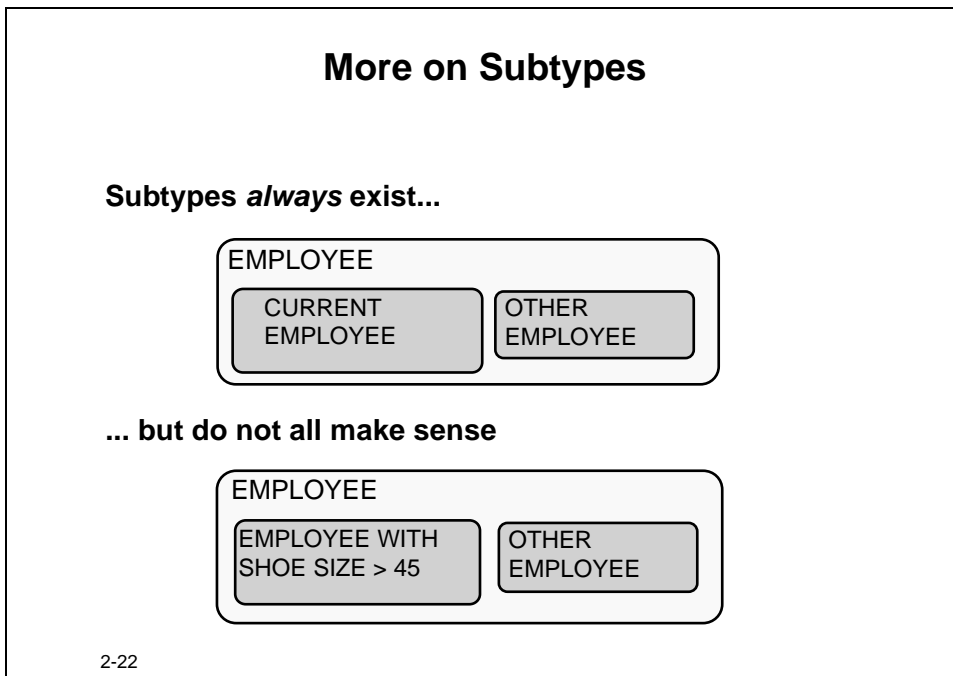 More on Subtypes
Subtypes always exist...
EMPLOYEE
CURRENT
EMPLOYEE
OTHER
EMPLOYEE
... but do not all make sense
EMPLOYEE
EMPLOYEE WITH
SHOE SIZE > 45
OTHER
EMPLOYEE
2-22